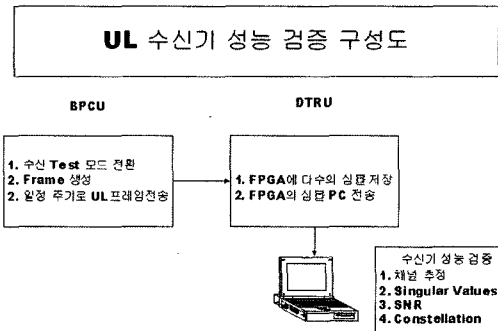 UL 수신기 성능 검증 구성도
BPCU
DTRU
1. 수신 Test 모드 전환
2. Frame 생성
3. 일정 주기로 UL프레임전송
1. FPGA에 다수의 심볼 저장
2. FPGA의 심볼 PC 전송
수신기 성능 검증
1. 채널 추정
2. Singular Values
3. SNR
4. Constellation